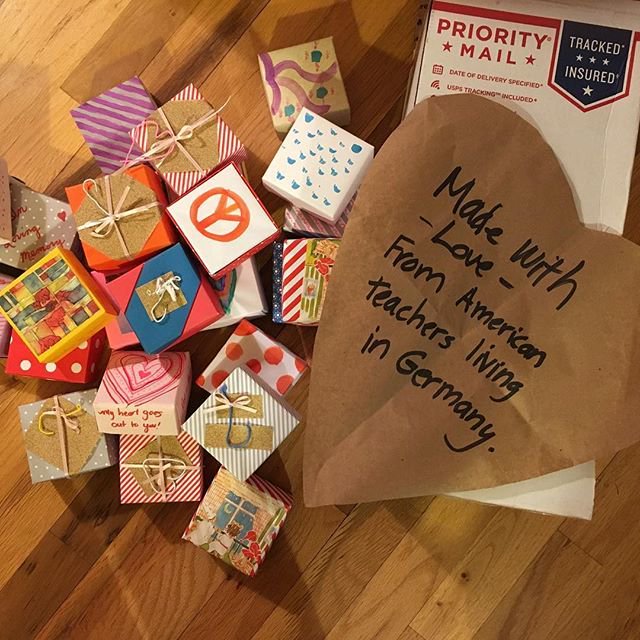 PRIORITY®
★ MAIL ★
DATE OF DELIVERY SPECIFIED*
USPS TRACKING™ INCLUDED*
TRACKED*
INSURED*
Made with
- Love -
From American
teachers living
in Germany.
my heart goes
out to you!